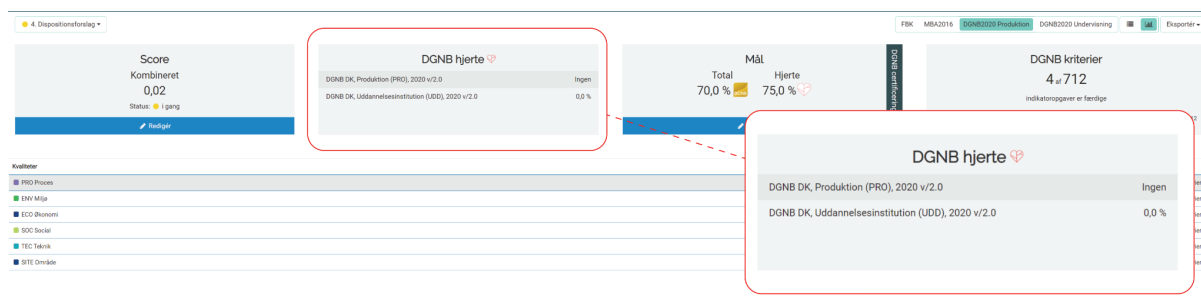 4. Dispositionsforslag
FBK MBA2016 DGNB2020 Produktion DGNB2020 Undervisning Eksportér
Score
Kombineret
0,02
Status: i gang
Redigér
DGNB hjerte
DGNB DK, Produktion (PRO), 2020 v/2.0 Ingen
DGNB DK, Uddannelsesinstitution (UDD), 2020 v/2.0 0,0 %
Mål
Total Hjerte
70,0 % 75,0 %
DGNB certificering
DGNB kriterier
4 af 712
indikatoropgaver er færdige
Kvaliteter
PRO Proces
ENV Miljø
ECO Økonomi
SOC Social
TEC Teknik
SITE Område
DGNB hjerte
DGNB DK, Produktion (PRO), 2020 v/2.0 Ingen
DGNB DK, Uddannelsesinstitution (UDD), 2020 v/2.0 0,0 %